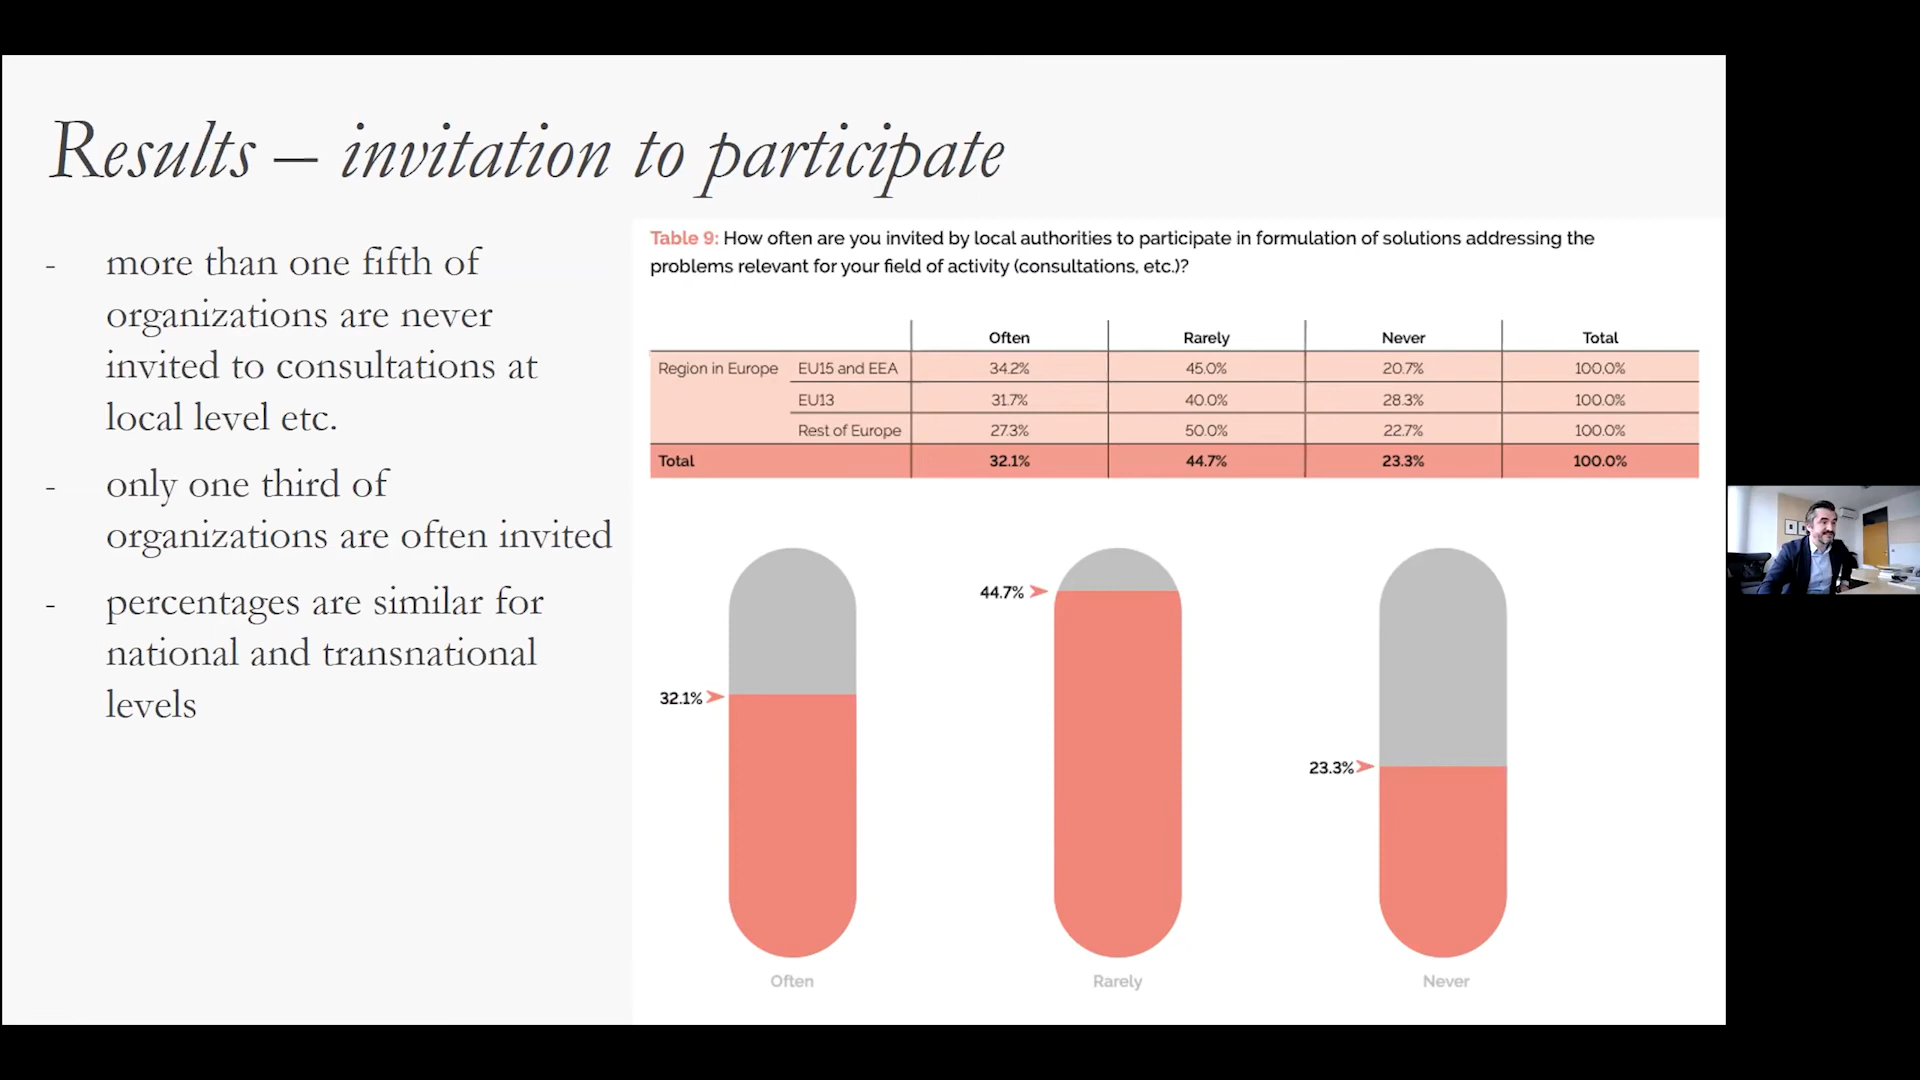 Results – invitation to participate
- more than one fifth of
organizations are never
invited to consultations at
local level etc.
- only one third of
organizations are often invited
- percentages are similar for
national and transnational
levels
Table 9: How often are you invited by local authorities to participate in formulation of solutions addressing the
problems relevant for your field of activity (consultations, etc.)?
Often Rarely Never Total
Region in Europe EU15 and EEA 34.2% 45.0% 20.7% 100.0%
EU13 31.7% 40.0% 28.3% 100.0%
Rest of Europe 27.3% 50.0% 22.7% 100.0%
Total 32.1% 44.7% 23.3% 100.0%
44.7%
32.1%
23.3%
Often Rarely Never